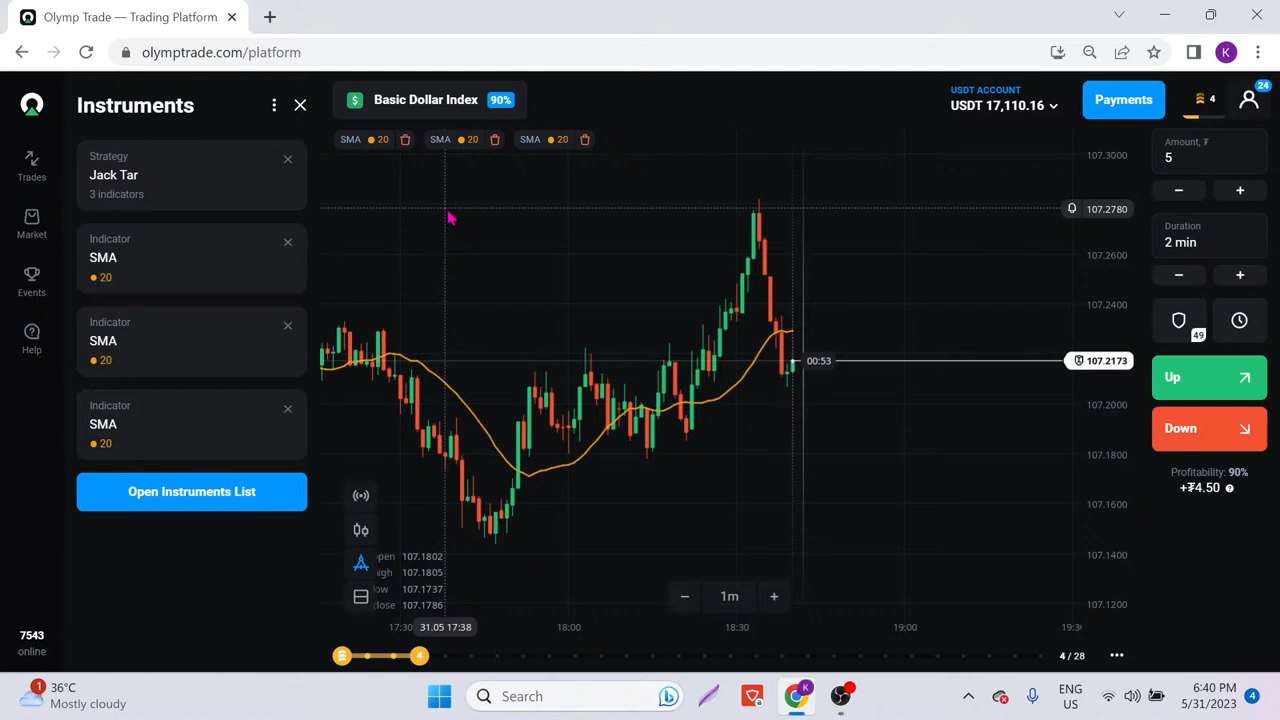 Olymp Trade — Trading Platform
olymptrade.com/platform
K
Instruments
Basic Dollar Index 90%
USDT ACCOUNT
USDT 17,110.16
Payments
4
24
SMA 20 SMA 20 SMA 20
Trades
Market
Events
Help
7543
online
Strategy
Jack Tar
3 indicators
Indicator
SMA
20
Indicator
SMA
20
Indicator
SMA
20
Open Instruments List
107.3000
107.2780
107.2600
107.2400
107.2173
107.2000
107.1800
107.1600
107.1400
107.1200
00:53
open 107.1802
high 107.1805
low 107.1737
close 107.1786
1m
17:30 31.05 17:38 18:00 18:30 19:00 19:30
4
4 / 28
Amount, ₮
5
Duration
2 min
49
Up
Down
Profitability: 90%
+₮4.50
1
36°C
Mostly cloudy
Search
K
ENG
US
6:40 PM
5/31/2023
4